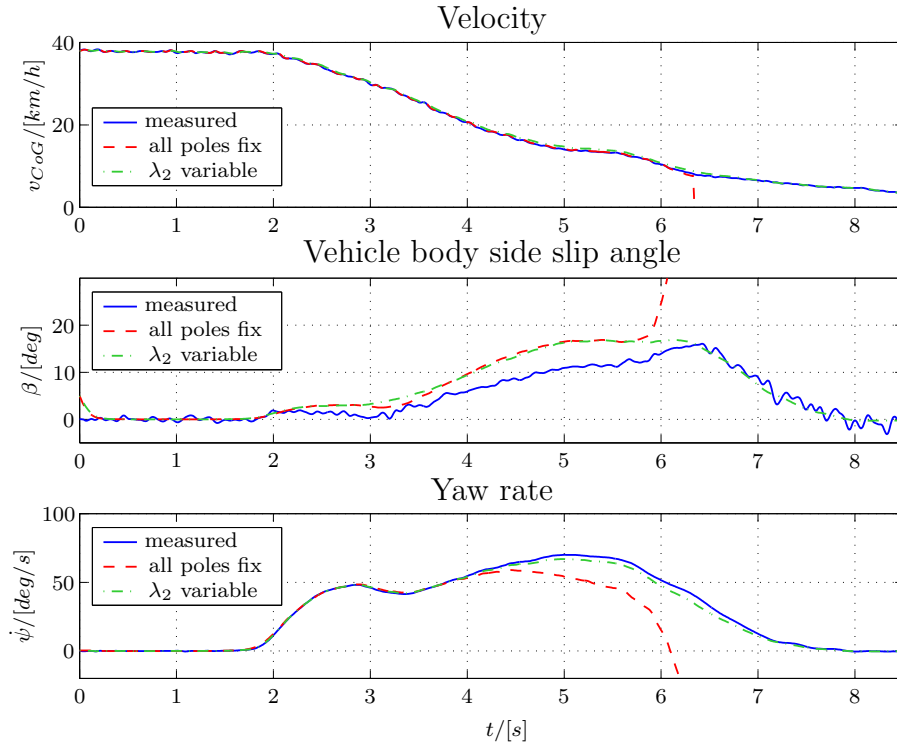 Velocity
40
20
0
v_{CoG}/[km/h]
measured
all poles fix
λ₂ variable
0 1 2 3 4 5 6 7 8
Vehicle body side slip angle
20
10
0
β/[deg]
measured
all poles fix
λ₂ variable
0 1 2 3 4 5 6 7 8
Yaw rate
100
50
0
ψ̇/[deg/s]
measured
all poles fix
λ₂ variable
0 1 2 3 4 5 6 7 8
t/[s]